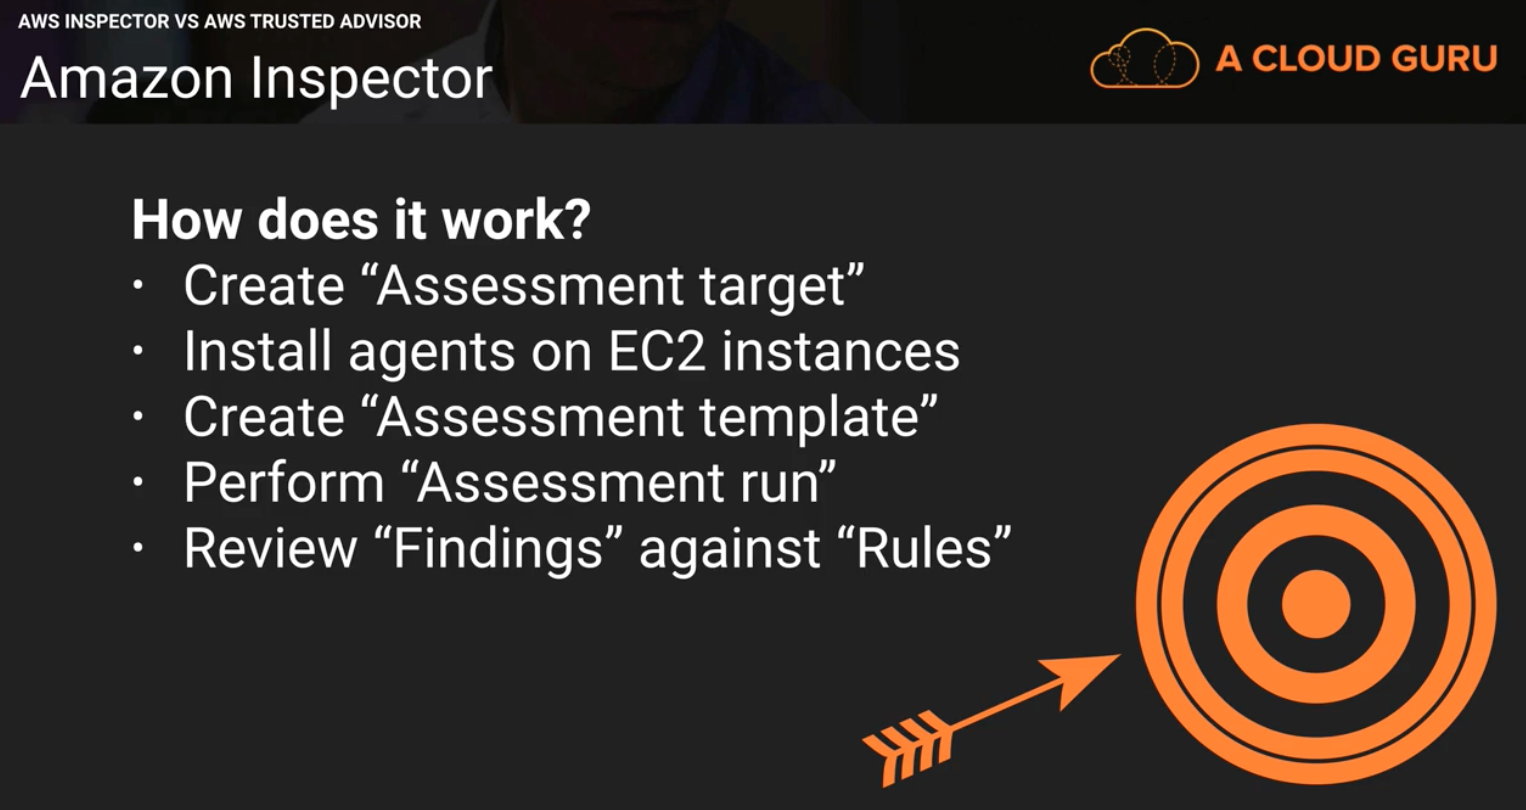 AWS INSPECTOR VS AWS TRUSTED ADVISOR
Amazon Inspector
A CLOUD GURU
How does it work?
• Create “Assessment target”
• Install agents on EC2 instances
• Create “Assessment template”
• Perform “Assessment run”
• Review “Findings” against “Rules”